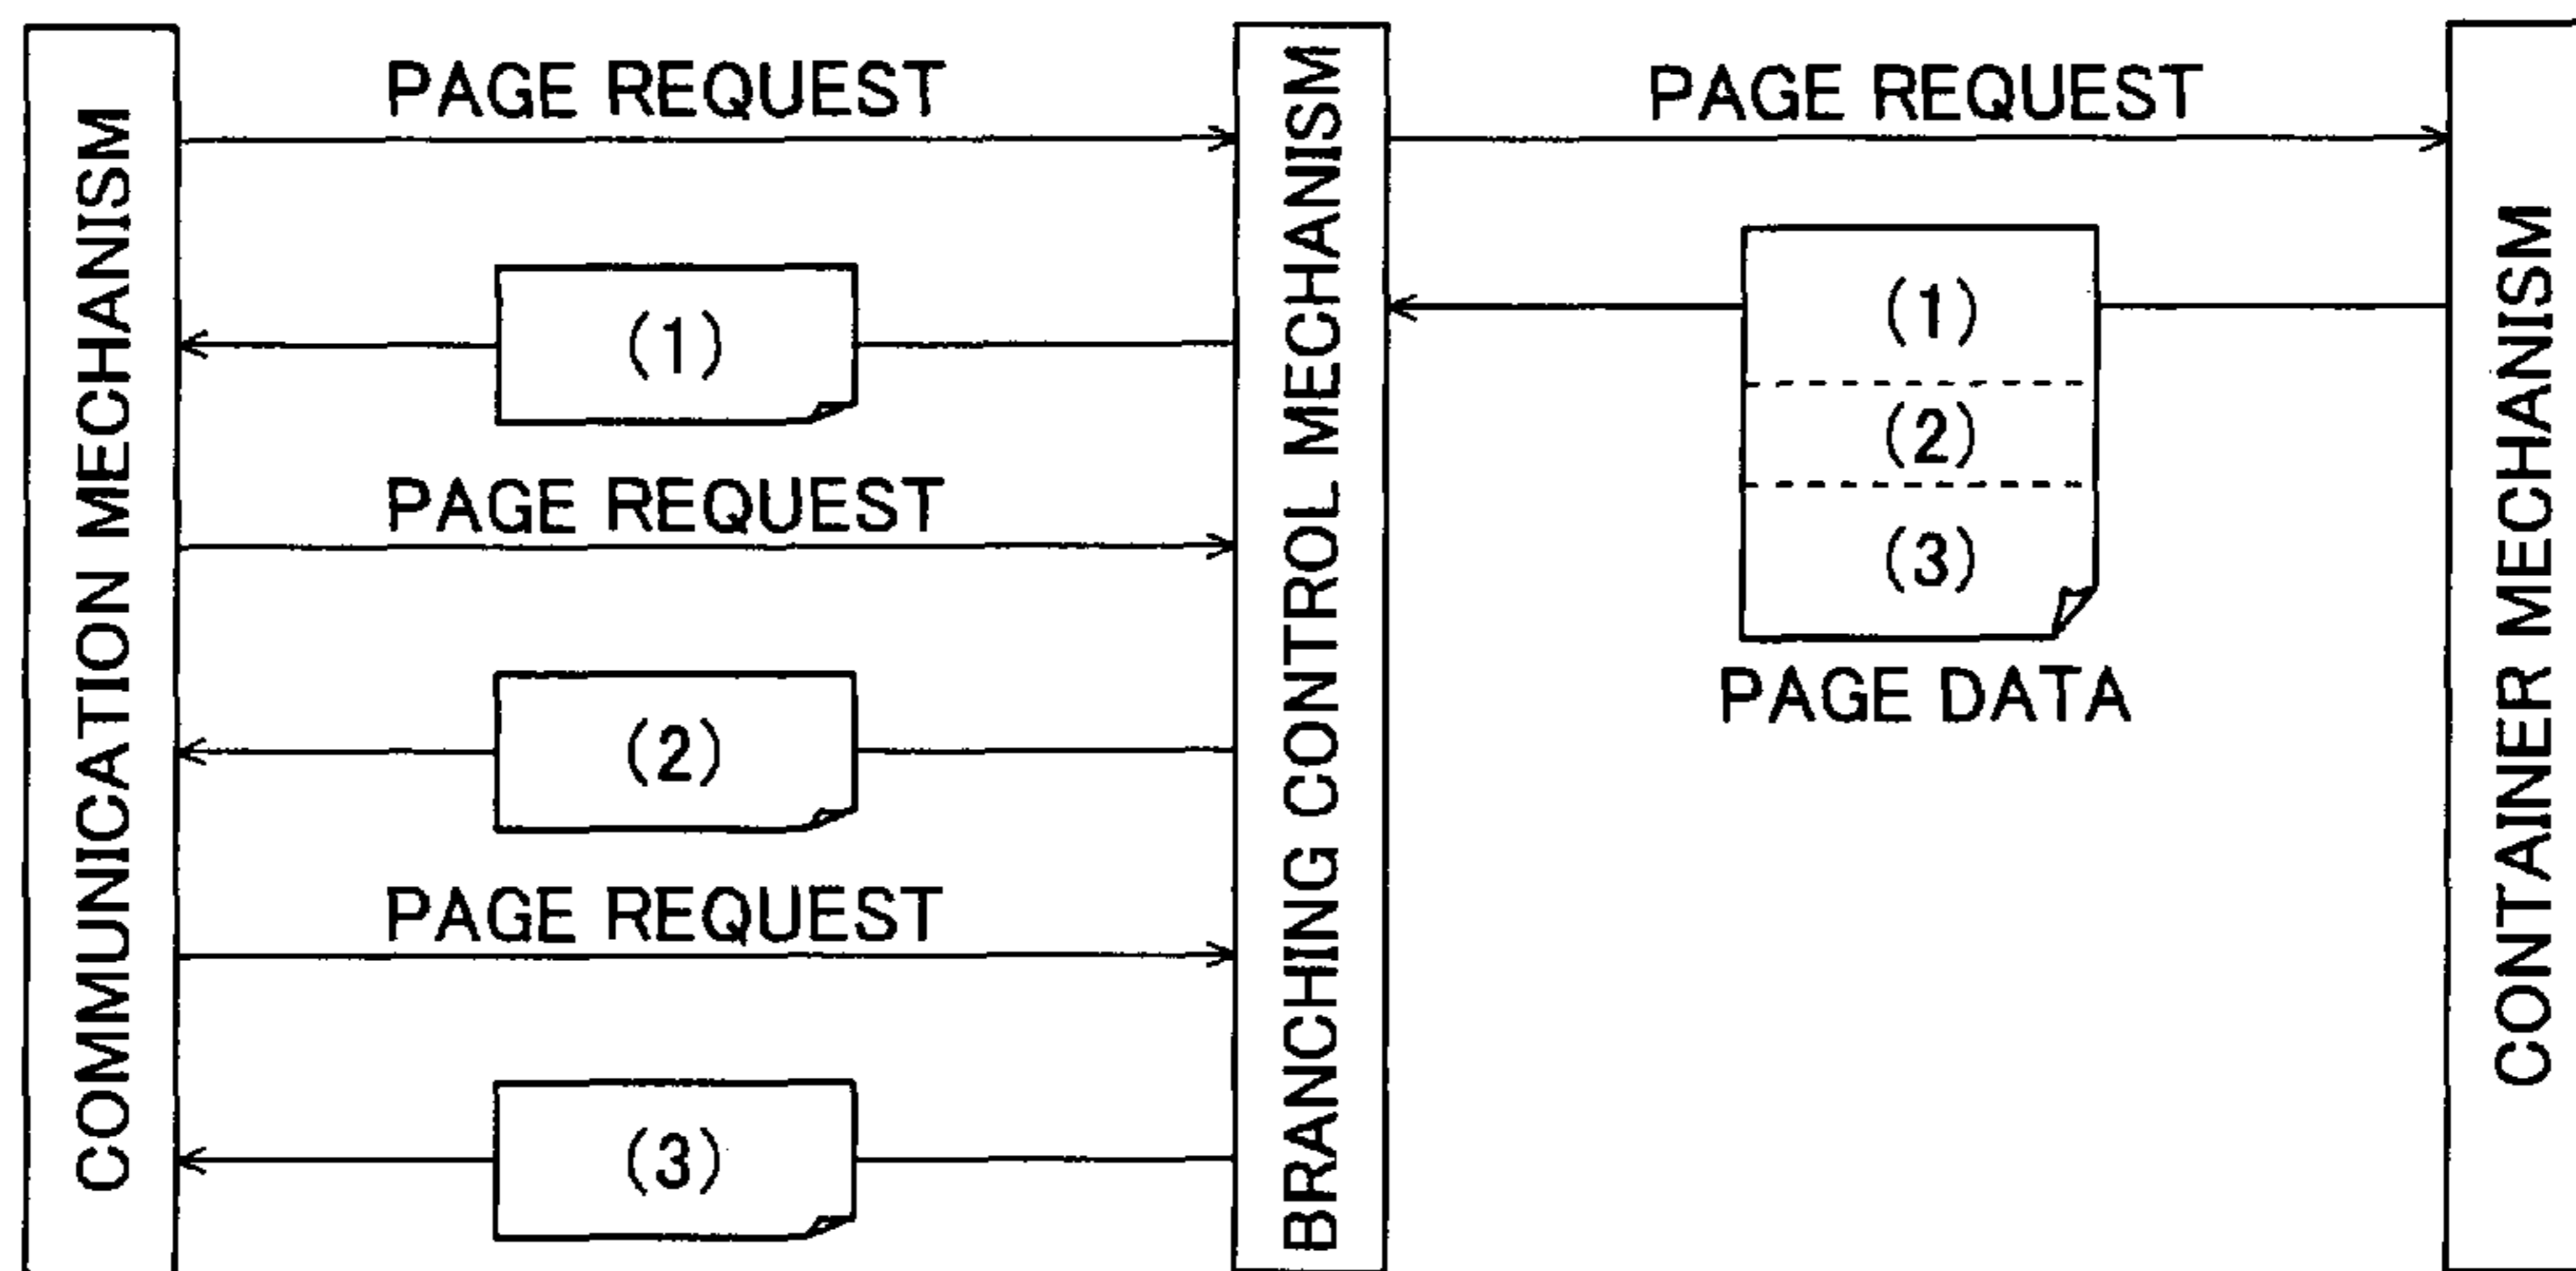 COMMUNICATION MECHANISM
PAGE REQUEST
(1)
PAGE REQUEST
(2)
PAGE REQUEST
(3)
BRANCHING CONTROL MECHANISM
PAGE REQUEST
(1)
(2)
(3)
PAGE DATA
CONTAINER MECHANISM